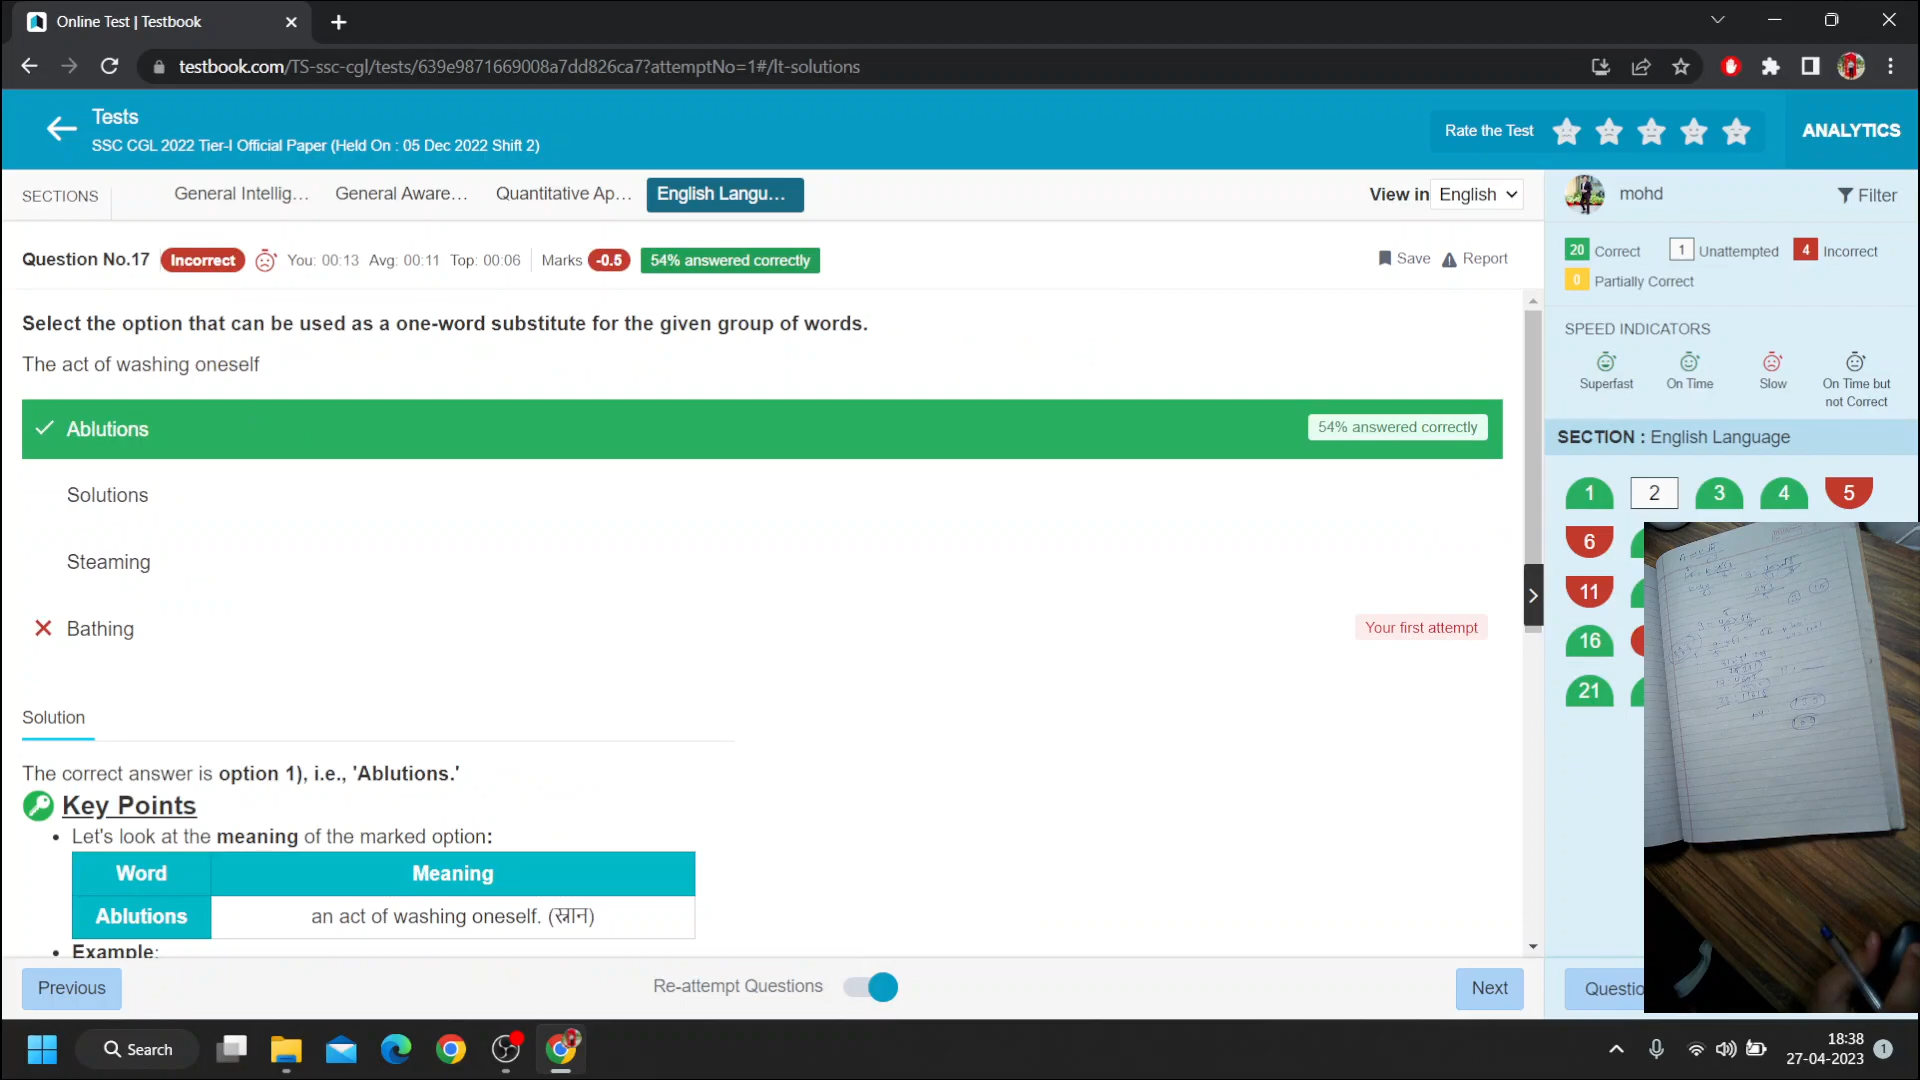 Online Test | Testbook
testbook.com/TS-ssc-cgl/tests/639e9871669008a7dd826ca7?attemptNo=1#/lt-solutions
Tests
SSC CGL 2022 Tier-I Official Paper (Held On : 05 Dec 2022 Shift 2)
Rate the Test
ANALYTICS
SECTIONS
General Intellig...
General Aware...
Quantitative Ap...
English Langu...
View in English
mohd
Filter
Question No.17 Incorrect You: 00:13 Avg: 00:11 Top: 00:06 Marks -0.5 54% answered correctly
Save Report
20 Correct 1 Unattempted 4 Incorrect
0 Partially Correct
Select the option that can be used as a one-word substitute for the given group of words.
The act of washing oneself
SPEED INDICATORS
Superfast
On Time
Slow
On Time but
not Correct
Ablutions
54% answered correctly
Solutions
Steaming
Bathing
Your first attempt
SECTION : English Language
1 2 3 4 5
6
11
16
21
Solution
The correct answer is option 1), i.e., 'Ablutions.'
Key Points
• Let's look at the meaning of the marked option:
Word Meaning
Ablutions an act of washing oneself. (स्नान)
• Example:
Previous
Re-attempt Questions
Next
Questio
Search
18:38
27-04-2023
1